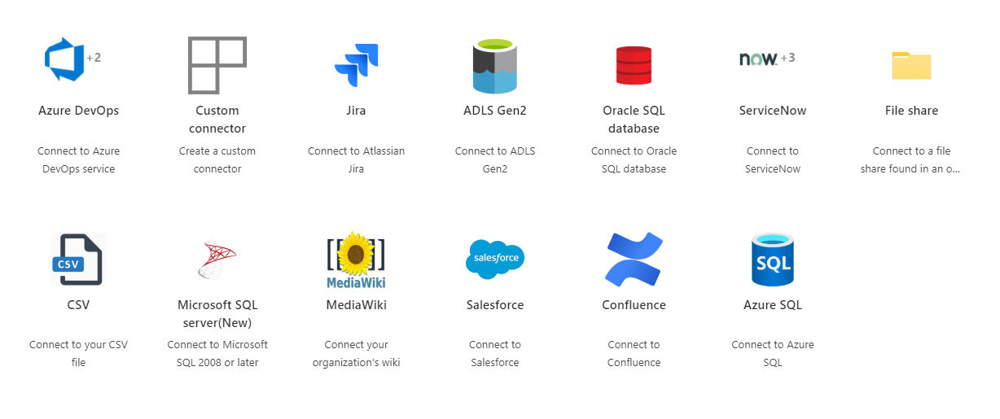 +2
now. +3
Azure DevOps
Custom
connector
Jira
ADLS Gen2
Oracle SQL
database
ServiceNow
File share
Connect to Azure
DevOps service
Create a custom
connector
Connect to Atlassian
Jira
Connect to ADLS
Gen2
Connect to Oracle
SQL database
Connect to
ServiceNow
Connect to a file
share found in an o...
CSV
MediaWiki
salesforce
SQL
CSV
Microsoft SQL
server(New)
MediaWiki
Salesforce
Confluence
Azure SQL
Connect to your CSV
file
Connect to Microsoft
SQL 2008 or later
Connect your
organization's wiki
Connect to
Salesforce
Connect to
Confluence
Connect to Azure
SQL